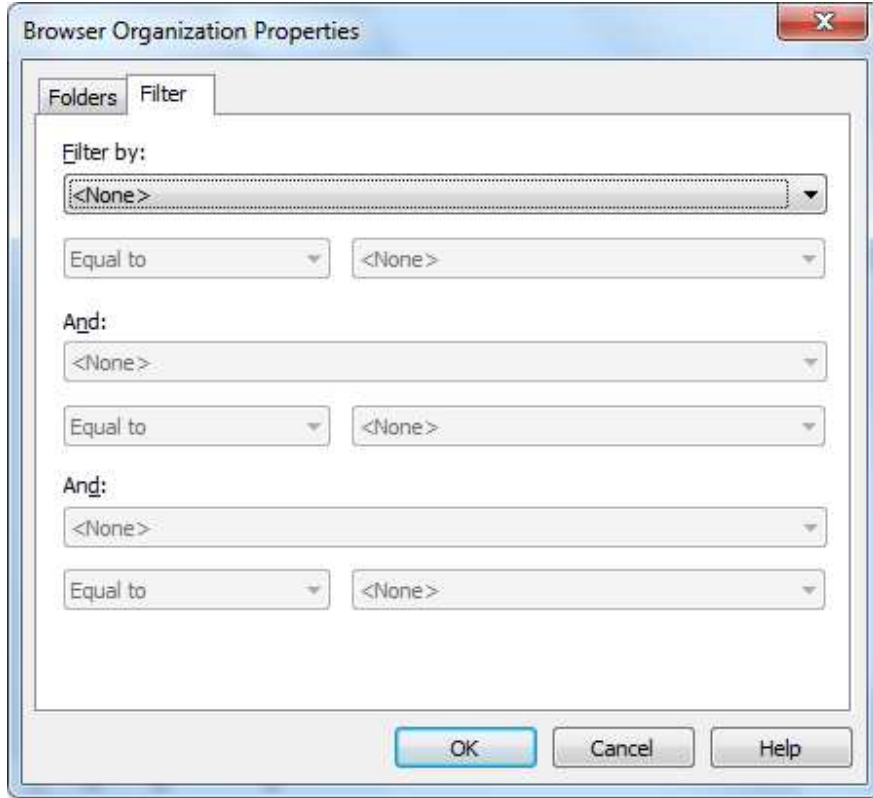 Browser Organization Properties
Folders Filter
Filter by:
<None>
Equal to <None>
And:
<None>
Equal to <None>
And:
<None>
Equal to <None>
OK Cancel Help